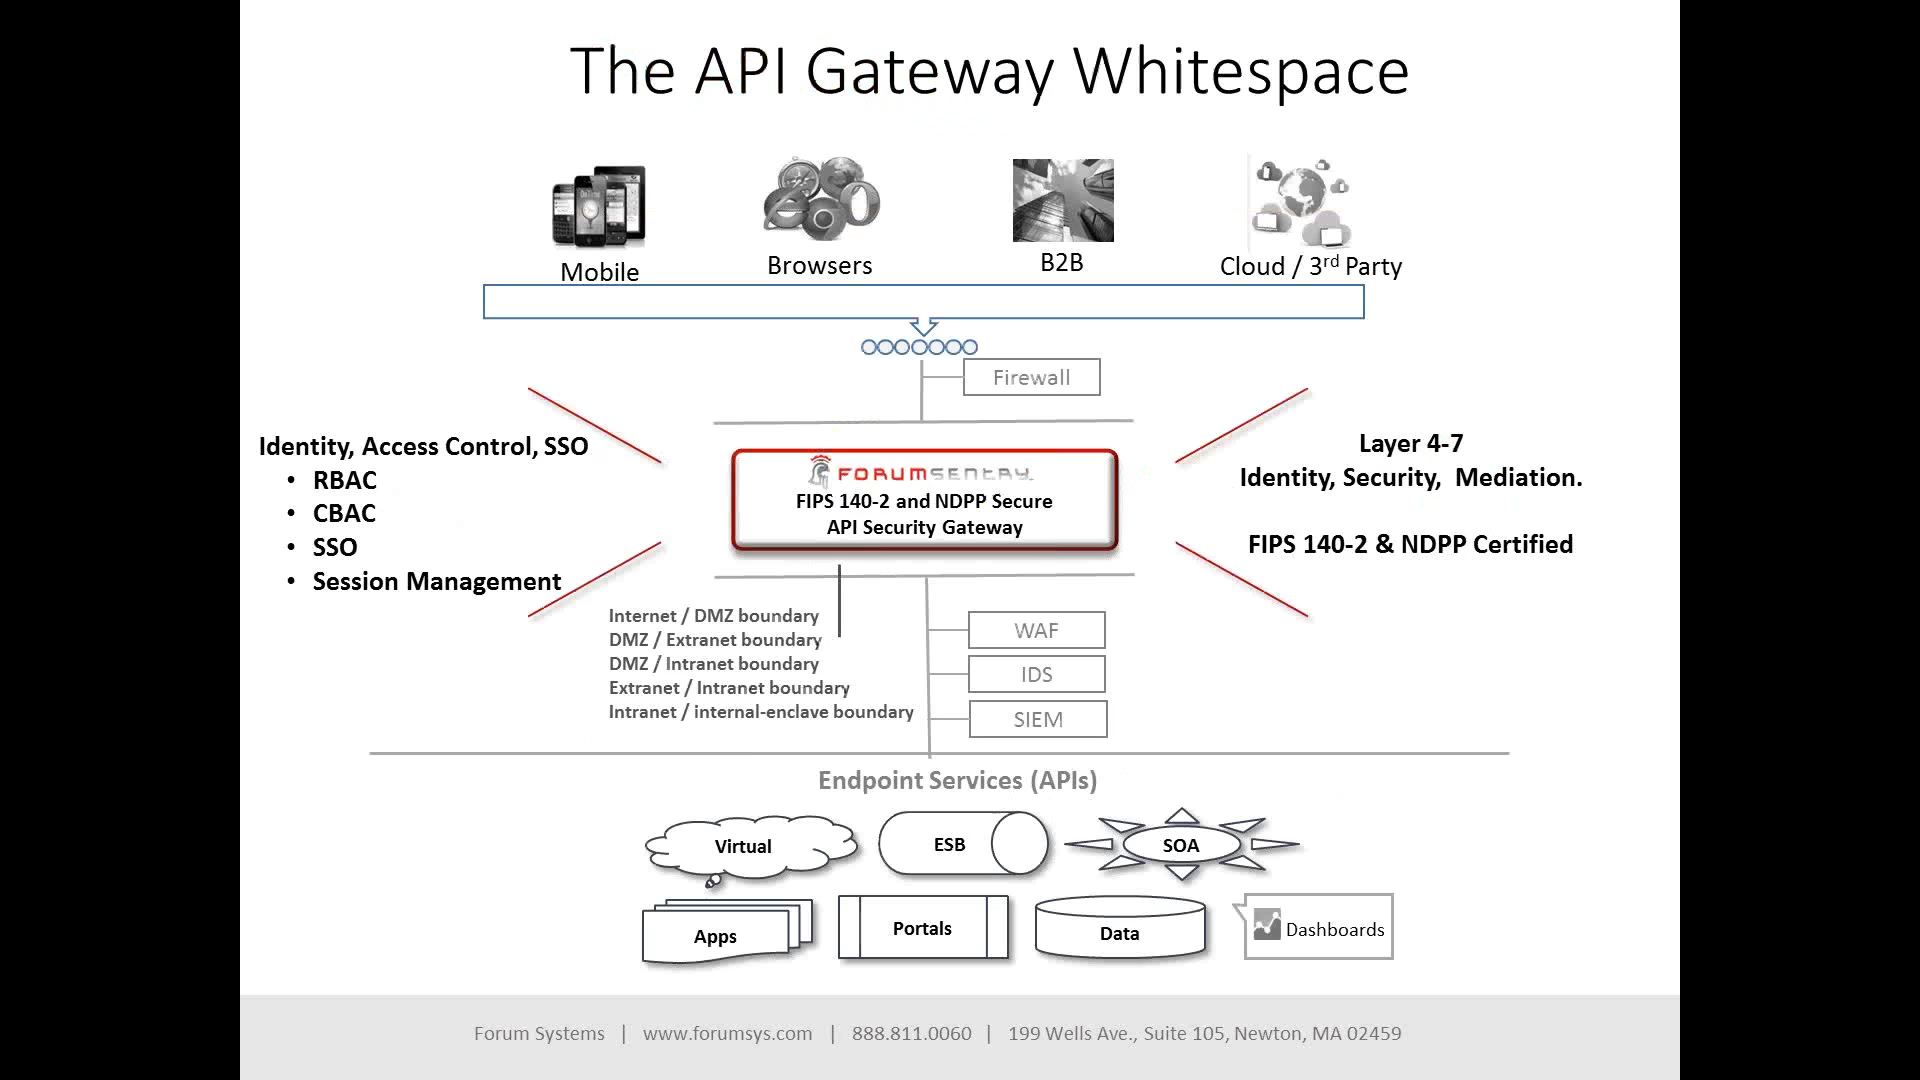 The API Gateway Whitespace
Mobile
Browsers
B2B
Cloud / 3rd Party
Firewall
Identity, Access Control, SSO
• RBAC
• CBAC
• SSO
• Session Management
FORUMSENTRY
FIPS 140-2 and NDPP Secure
API Security Gateway
Layer 4-7
Identity, Security, Mediation.
FIPS 140-2 & NDPP Certified
Internet / DMZ boundary
DMZ / Extranet boundary
DMZ / Intranet boundary
Extranet / Intranet boundary
Intranet / internal-enclave boundary
WAF
IDS
SIEM
Endpoint Services (APIs)
Virtual
ESB
SOA
Apps
Portals
Data
Dashboards
Forum Systems | www.forumsys.com | 888.811.0060 | 199 Wells Ave., Suite 105, Newton, MA 02459